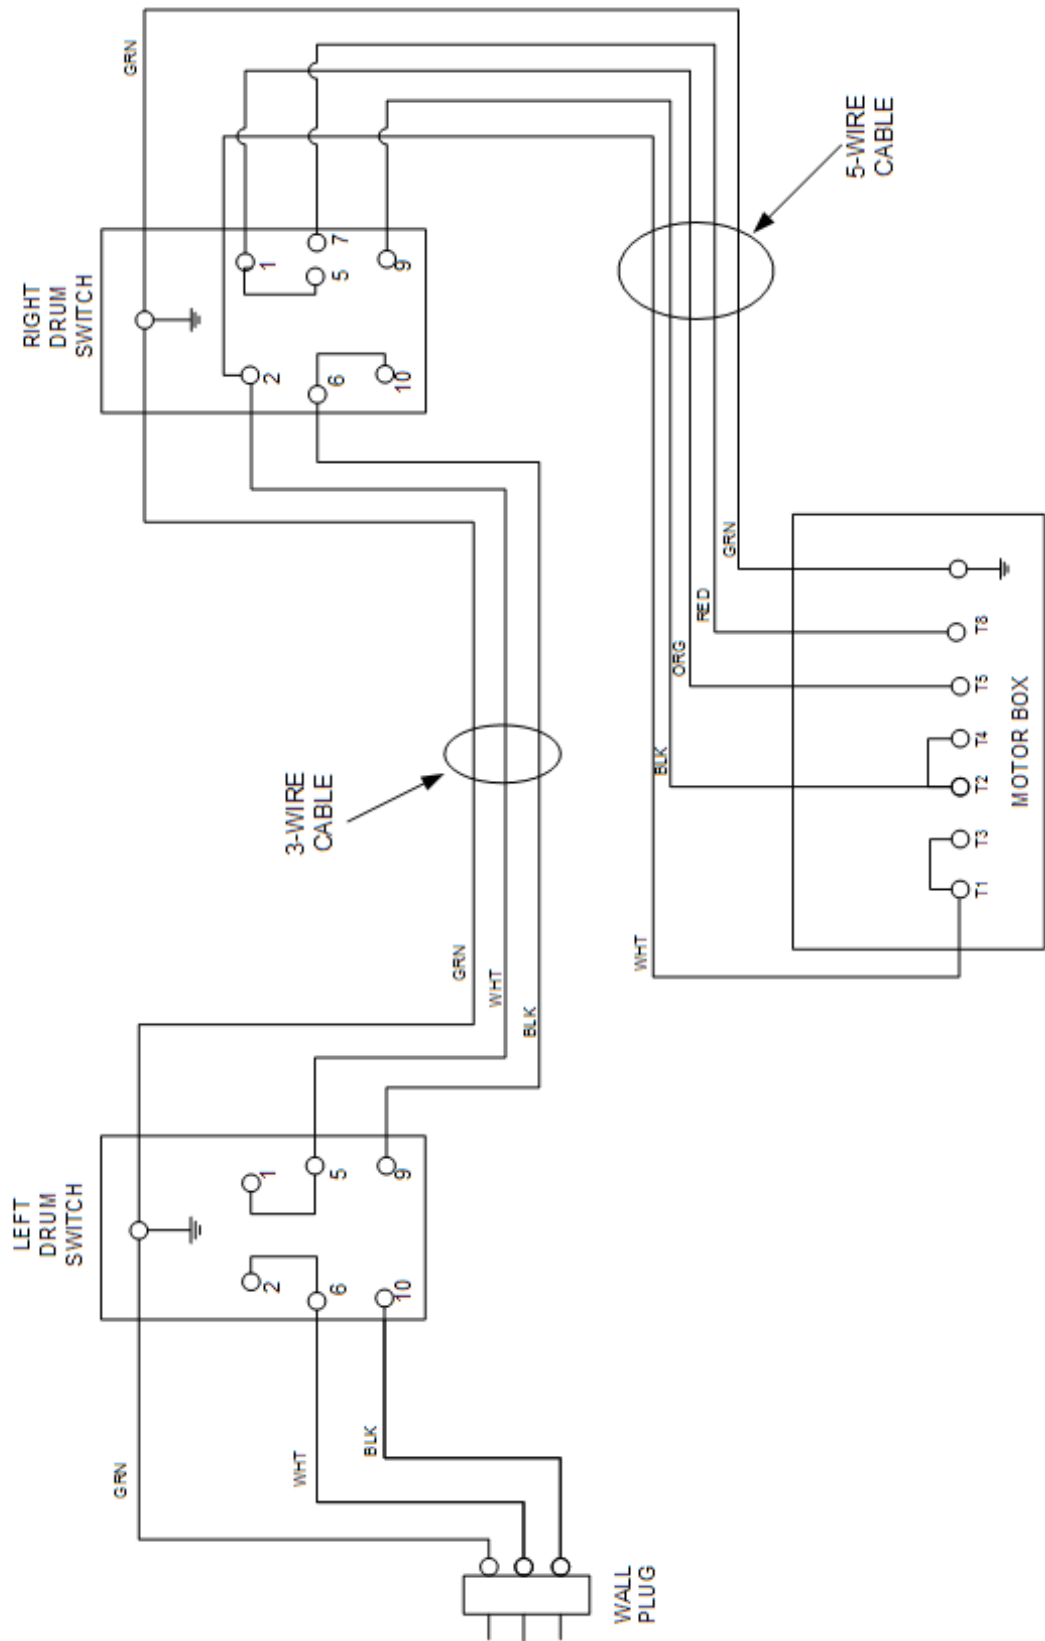 LEFT
DRUM
SWITCH
RIGHT
DRUM
SWITCH
GRN
GRN
2
1
2
1
3-WIRE
CABLE
WHT
6
5
6
5
7
BLK
10
9
10
9
GRN
WHT
BLK
WALL
PLUG
WHT
BLK
ORG
RED
GRN
5-WIRE
CABLE
T1
T3
T2
T4
T5
T8
MOTOR BOX